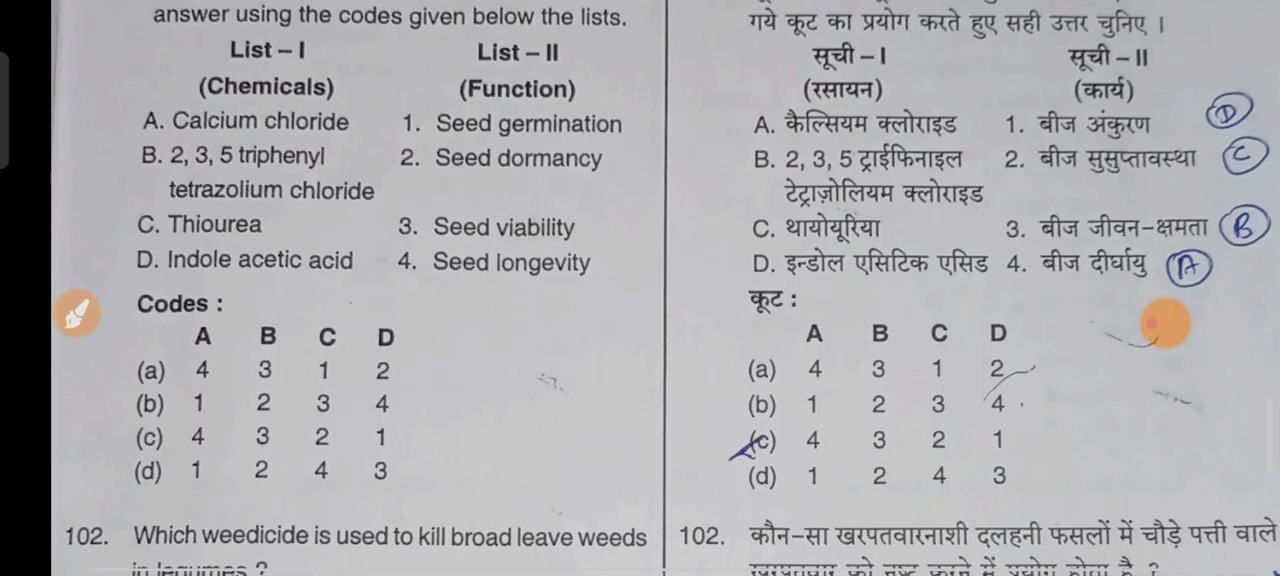 answer using the codes given below the lists.
List – I List – II
(Chemicals) (Function)
A. Calcium chloride 1. Seed germination
B. 2, 3, 5 triphenyl 2. Seed dormancy
tetrazolium chloride
C. Thiourea 3. Seed viability
D. Indole acetic acid 4. Seed longevity
Codes :
A B C D
(a) 4 3 1 2
(b) 1 2 3 4
(c) 4 3 2 1
(d) 1 2 4 3
102. Which weedicide is used to kill broad leave weeds
in legumes ?
गये कूट का प्रयोग करते हुए सही उत्तर चुनिए ।
सूची – I सूची – II
(रसायन) (कार्य)
A. कैल्सियम क्लोराइड 1. बीज अंकुरण D
B. 2, 3, 5 ट्राईफिनाइल 2. बीज सुसुप्तावस्था C
टेट्राज़ोलियम क्लोराइड
C. थायोयूरिया 3. बीज जीवन-क्षमता B
D. इन्डोल एसिटिक एसिड 4. बीज दीर्घायु A
कूट :
A B C D
(a) 4 3 1 2
(b) 1 2 3 4
(c) 4 3 2 1
(d) 1 2 4 3
102. कौन-सा खरपतवारनाशी दलहनी फसलों में चौड़े पत्ती वाले
खरपतवार को नष्ट करने में प्रयोग होता है ?